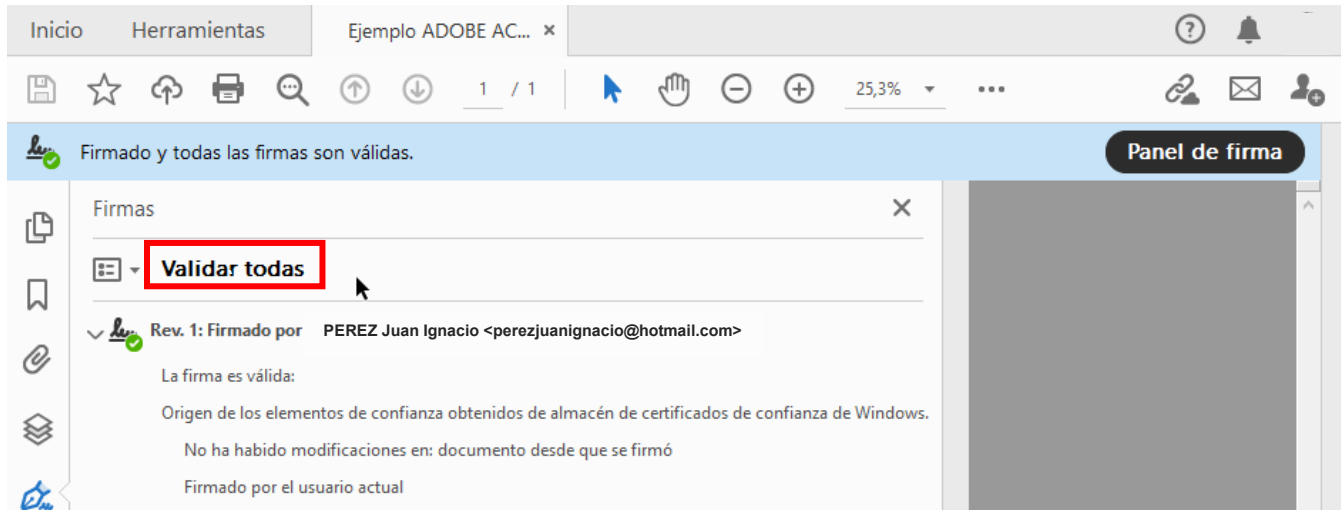 Inicio Herramientas Ejemplo ADOBE AC... ×
1 / 1 25,3%
Firmado y todas las firmas son válidas. Panel de firma
Firmas
Validar todas
Rev. 1: Firmado por PEREZ Juan Ignacio <perezjuanignacio@hotmail.com>
La firma es válida:
Origen de los elementos de confianza obtenidos de almacén de certificados de confianza de Windows.
No ha habido modificaciones en: documento desde que se firmó
Firmado por el usuario actual